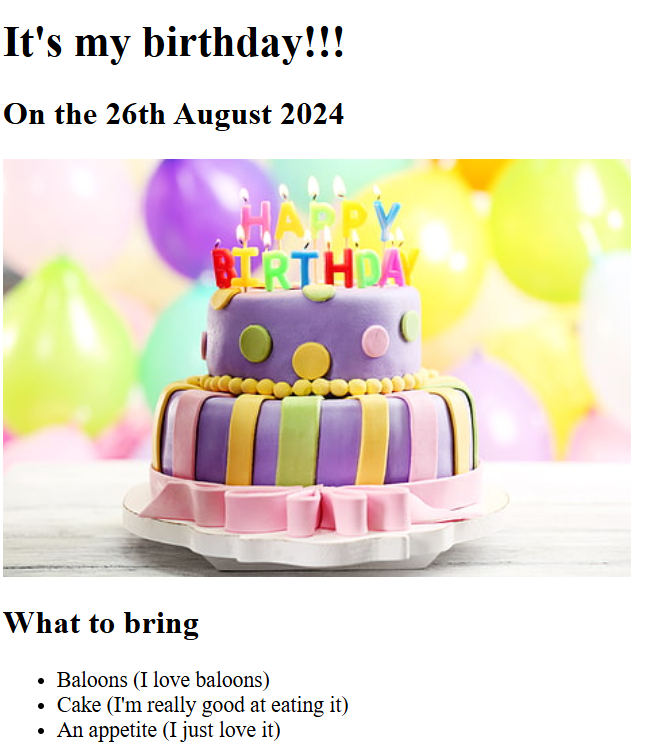 It's my birthday!!!
On the 26th August 2024
HAPPY
BIRTHDAY
What to bring
Baloons (I love baloons)
Cake (I'm really good at eating it)
An appetite (I just love it)